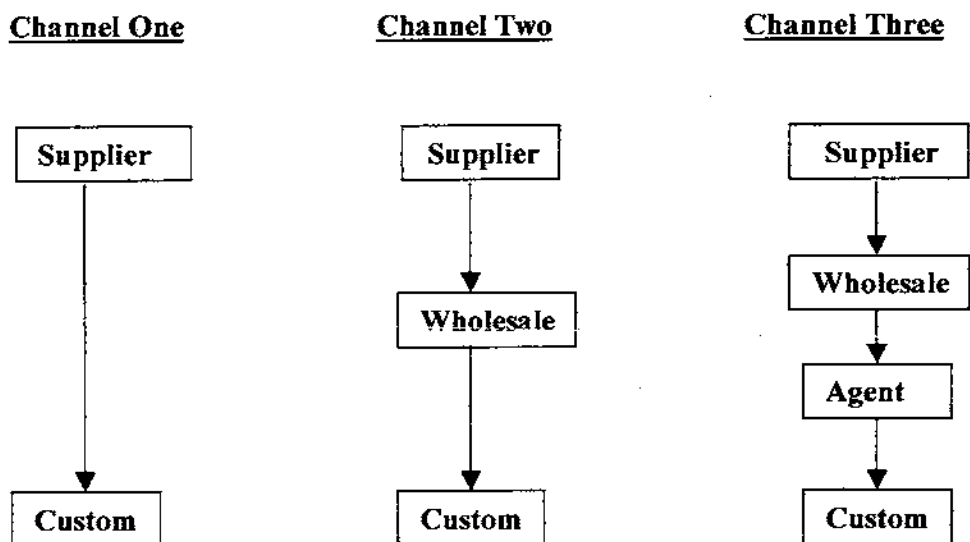 Channel One Channel Two Channel Three
Supplier Supplier Supplier
Wholesale Wholesale
Agent
Custom Custom Custom